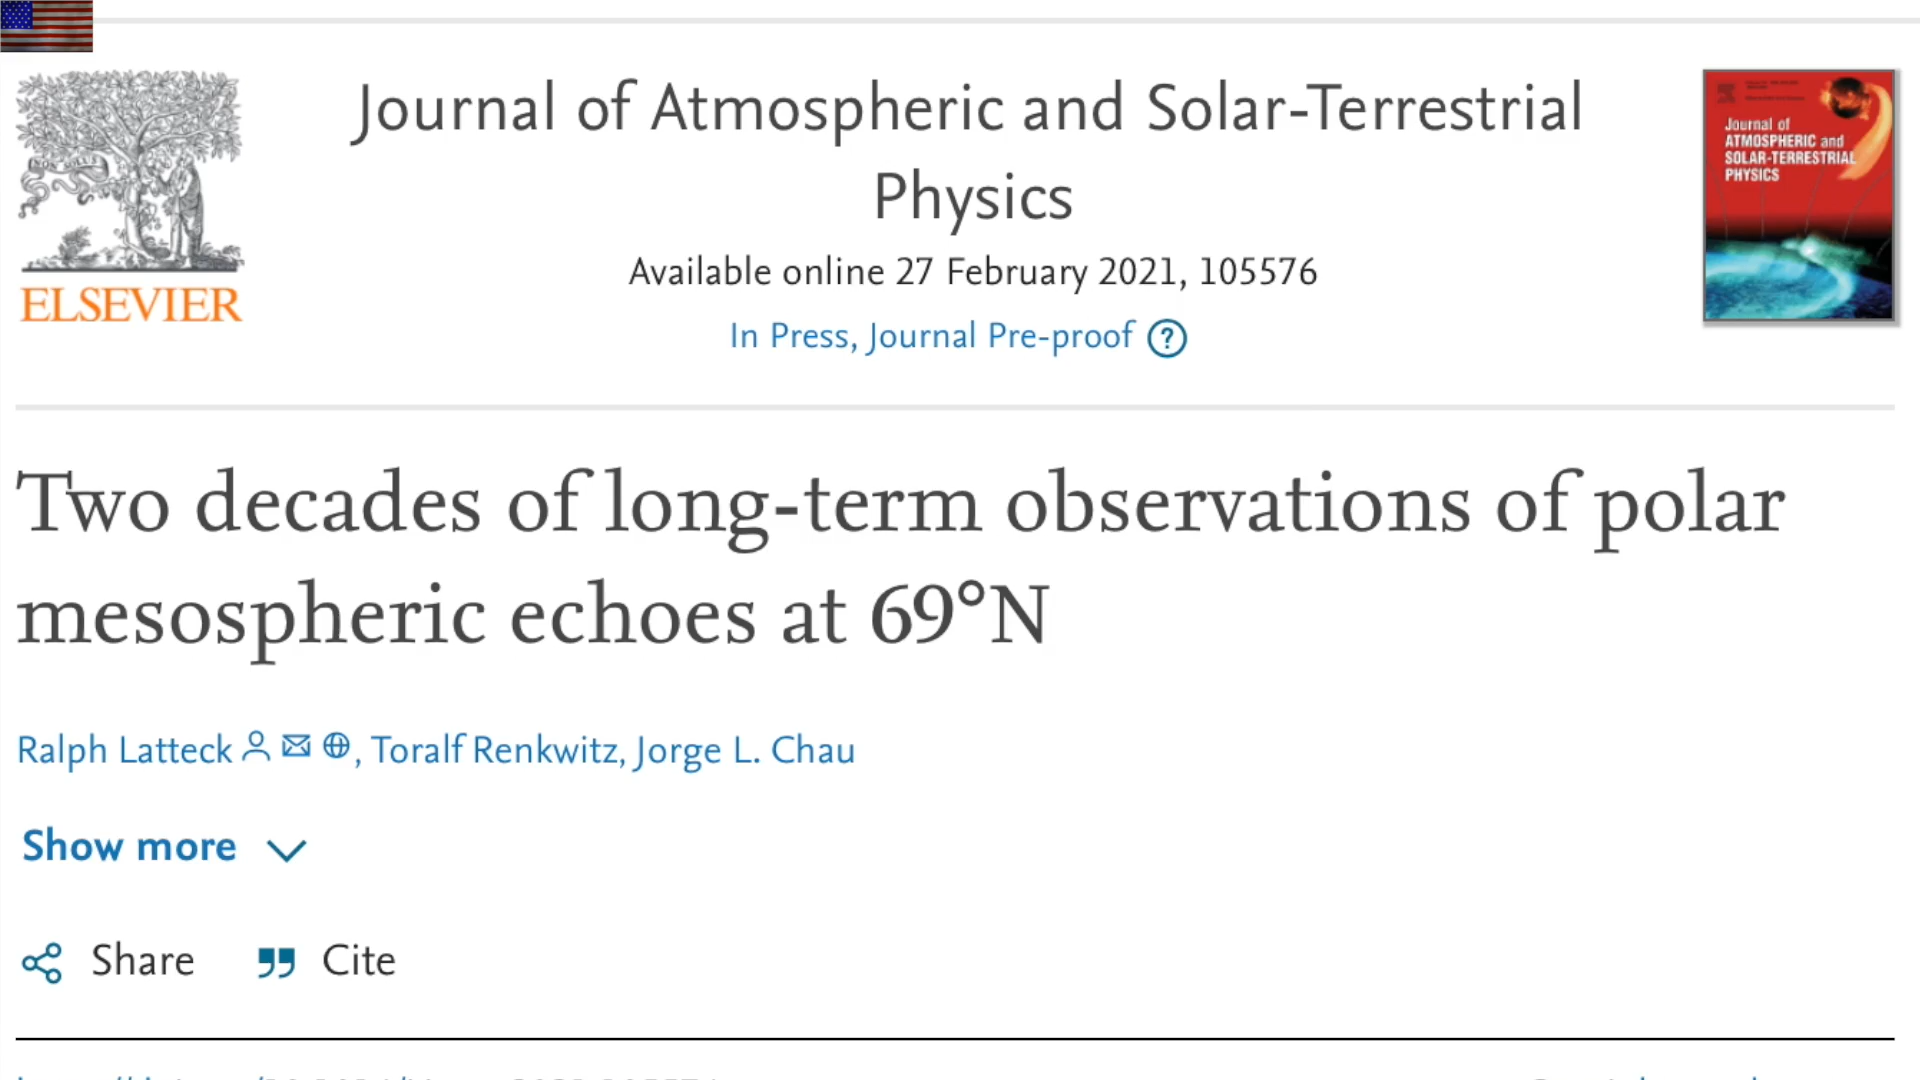 Journal of Atmospheric and Solar-Terrestrial
Physics
Available online 27 February 2021, 105576
In Press, Journal Pre-proof ?
ELSEVIER
NON SOLUS
Journal of
ATMOSPHERIC and
SOLAR-TERRESTRIAL
PHYSICS
Two decades of long-term observations of polar
mesospheric echoes at 69°N
Ralph Latteck, Toralf Renkwitz, Jorge L. Chau
Show more
Share Cite